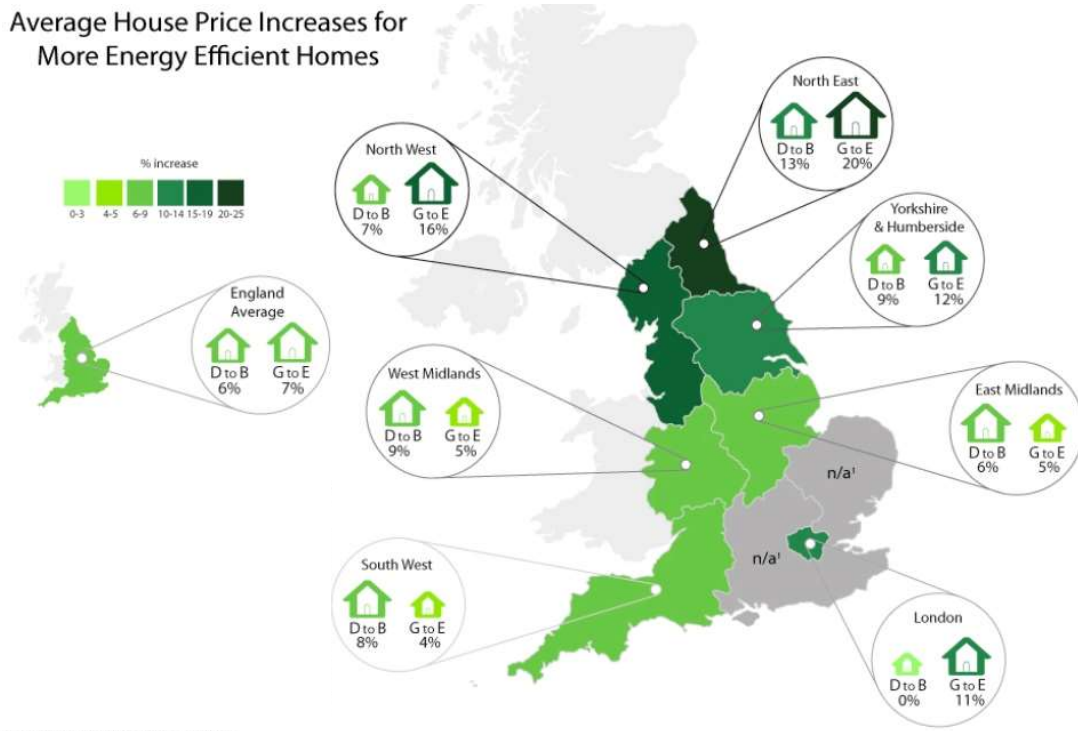 Average House Price Increases for
More Energy Efficient Homes
% increase
0-3 4-5 6-9 10-14 15-19 20-25
North East
D to B G to E
13% 20%
North West
D to B G to E
7% 16%
Yorkshire
& Humberside
D to B G to E
9% 12%
England
Average
D to B G to E
6% 7%
West Midlands
D to B G to E
9% 5%
East Midlands
D to B G to E
6% 5%
n/a¹
n/a¹
South West
D to B G to E
8% 4%
London
D to B G to E
0% 11%